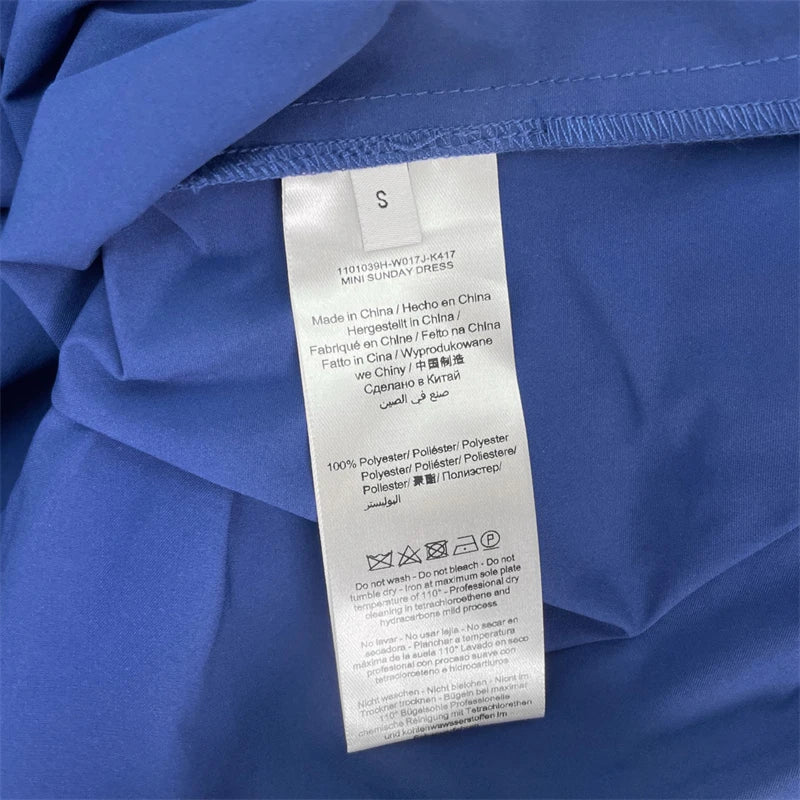 S
1101039H-W017J-K417
MINI SUNDAY DRESS
Made in China / Hecho en China
Hergestellt in China /
Fabriqué en Chine / Feito na China
Fatto in Cina / Wyprodukowane
we Chiny / 中国制造
Сделано в Китай
صنع في الصين
100% Polyester/ Poliéster/ Polyester
Polyester/ Poliéster/ Poliestere/
Poliester/ 聚酯/ Полиэстер/
البوليستر
P
Do not wash - Do not bleach - Do not
tumble dry - Iron at maximum sole plate
temperature of 110° - Professional dry
cleaning in tetrachloroethene and
hydrocarbons mild process
No lavar - No usar lejia - No secar en
secadora - Planchar a temperatura
máxima de la suela 110° Lavado en seco
profesional con proceso suave con
tetracloroeteno e hidrocarburos
Nicht waschen - Nicht bleichen - Nicht im
Trockner trocknen - Bügeln bei maximar
110° Bügelsohle Professionelle
chemische Reinigung mit Tetrachlorethen
und kohlenwasserstoffen im